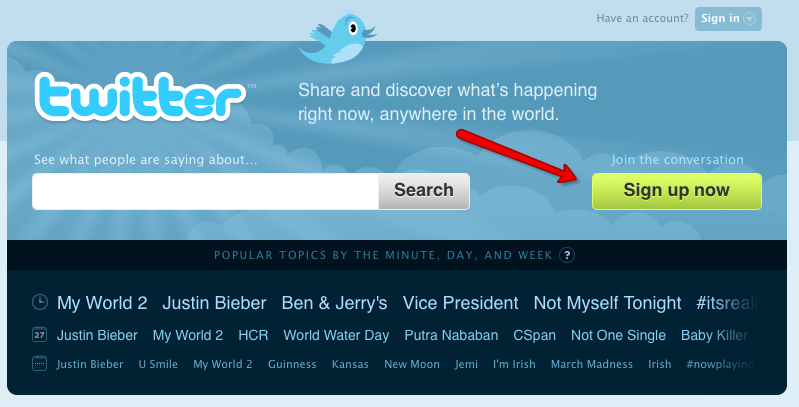 Have an account? Sign in
twitter™
Share and discover what's happening
right now, anywhere in the world.
See what people are saying about...
Join the conversation
Search
Sign up now
POPULAR TOPICS BY THE MINUTE, DAY, AND WEEK ?
My World 2 Justin Bieber Ben & Jerry's Vice President Not Myself Tonight #itsreall
27 Justin Bieber My World 2 HCR World Water Day Putra Nababan CSpan Not One Single Baby Killer
Justin Bieber U Smile My World 2 Guinness Kansas New Moon Jemi I'm Irish March Madness Irish #nowplaying